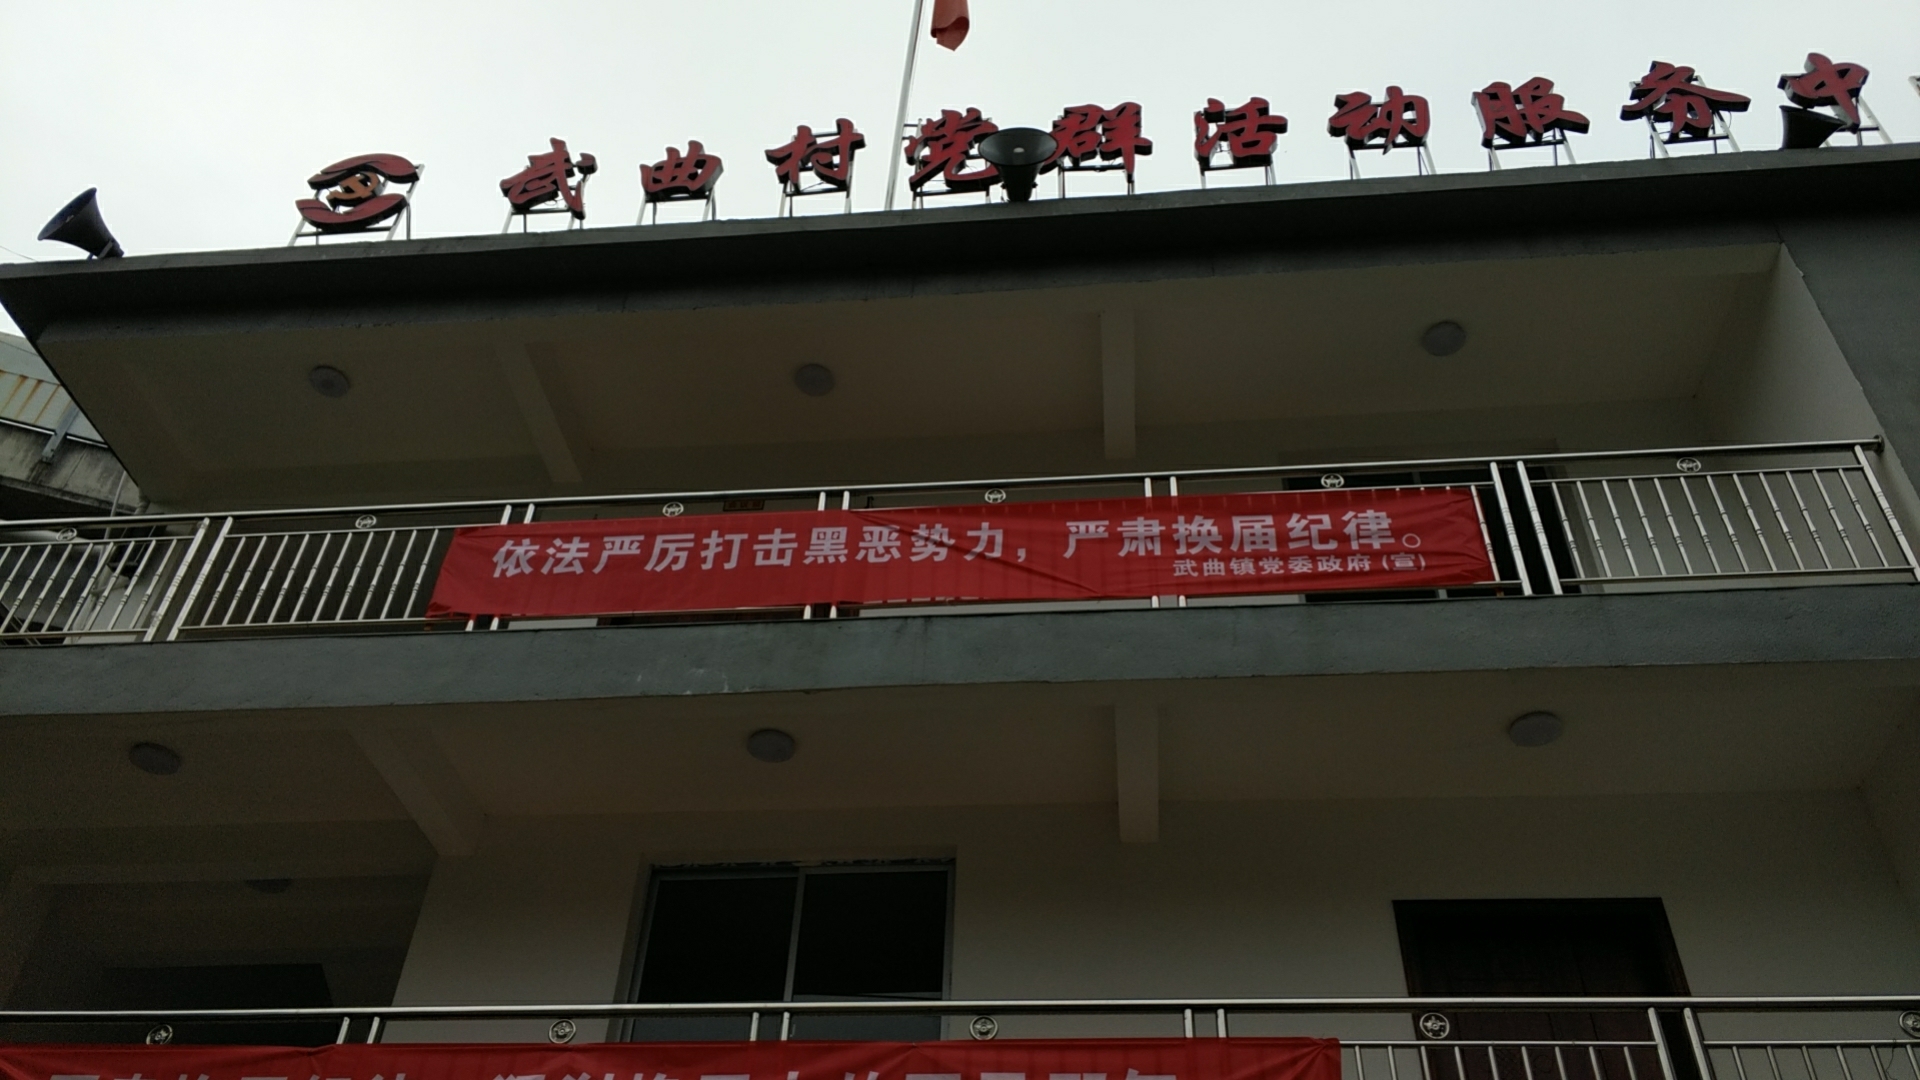 武曲村党群活动服务中
依法严厉打击黑恶势力，严肃换届纪律。
武曲镇党委政府（宣）